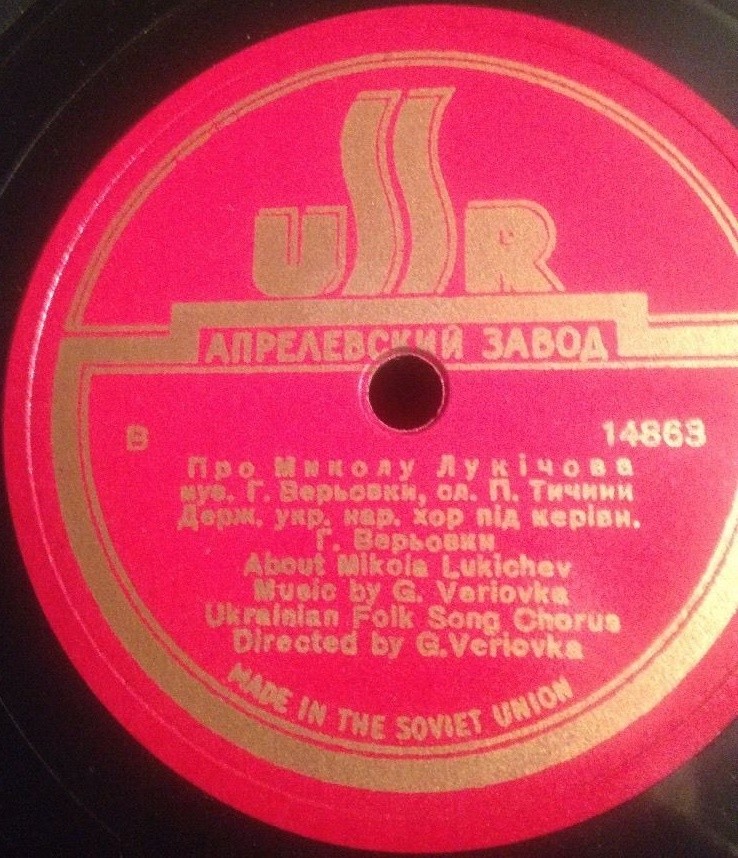 USSR
АПРЕЛЕВСКИЙ ЗАВОД
В 14863
Про Миколу Лукічова
муз. Г. Верьовки, сл. П. Тичини
Держ. укр. нар. хор під керівн.
Г. Верьовки
About Mikola Lukichev
Music by G. Veriovka
Ukrainian Folk Song Chorus
Directed by G.Veriovka
MADE IN THE SOVIET UNION